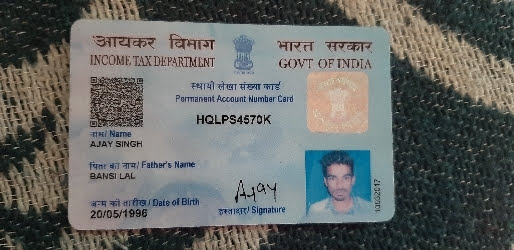 आयकर विभाग
INCOME TAX DEPARTMENT
भारत सरकार
GOVT OF INDIA
स्थायी लेखा संख्या कार्ड
Permanent Account Number Card
HQLPS4570K
नाम/ Name
AJAY SINGH
पिता का नाम/ Father's Name
BANSI LAL
जन्म की तारीख/ Date of Birth
20/05/1996
Ajay
हस्ताक्षर/ Signature